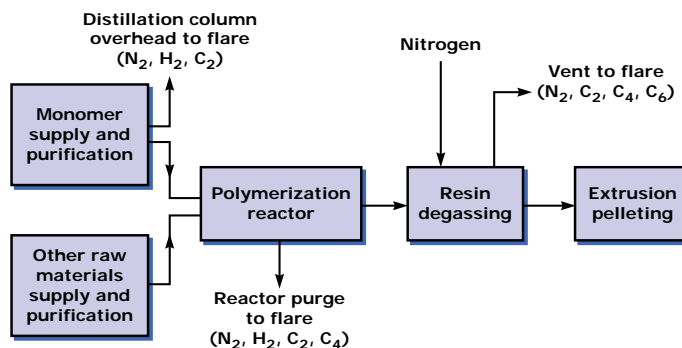 Distillation column
overhead to flare
(N₂, H₂, C₂)
Nitrogen
Vent to flare
(N₂, C₂, C₄, C₆)
Monomer
supply and
purification
Polymerization
reactor
Resin
degassing
Extrusion
pelleting
Other raw
materials
supply and
purification
Reactor purge
to flare
(N₂, H₂, C₂, C₄)